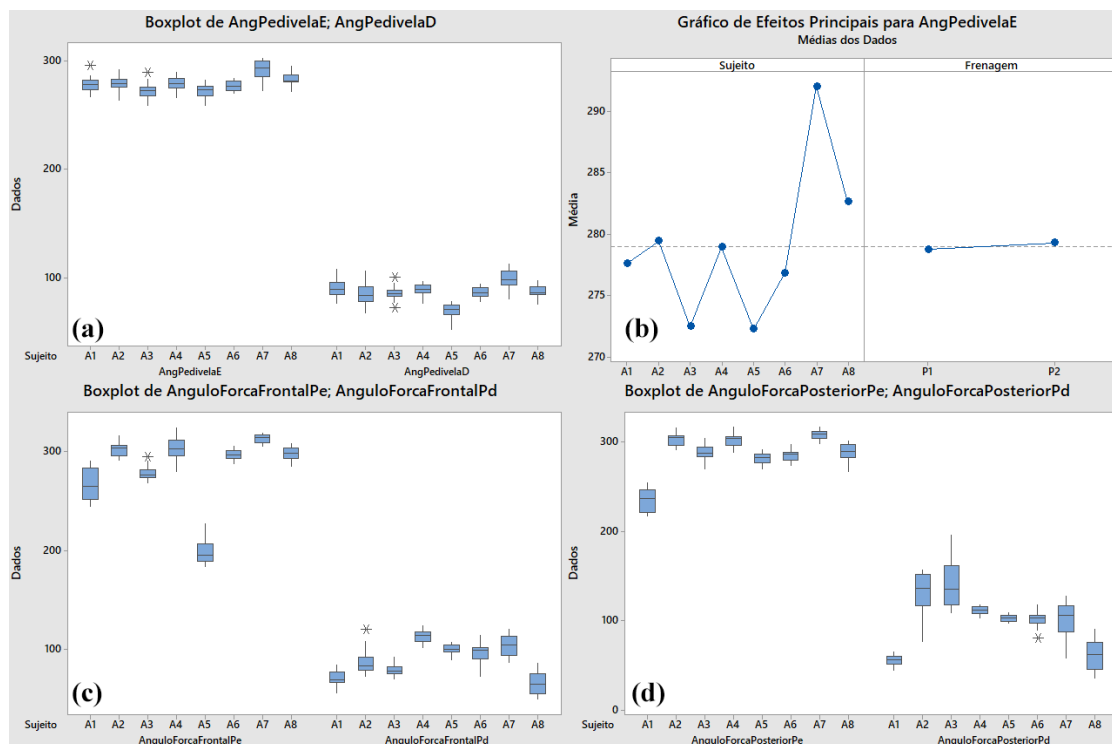 Boxplot de AngPedivelaE; AngPedivelaD
300
200
100
Dados
(a)
Sujeito A1 A2 A3 A4 A5 A6 A7 A8 A1 A2 A3 A4 A5 A6 A7 A8
AngPedivelaE AngPedivelaD
Gráfico de Efeitos Principais para AngPedivelaE
Médias dos Dados
Sujeito Frenagem
290
285
280
275
270
Média
(b)
A1 A2 A3 A4 A5 A6 A7 A8 P1 P2
Boxplot de AnguloForcaFrontalPe; AnguloForcaFrontalPd
300
200
100
Dados
(c)
Sujeito A1 A2 A3 A4 A5 A6 A7 A8 A1 A2 A3 A4 A5 A6 A7 A8
AnguloForcaFrontalPe AnguloForcaFrontalPd
Boxplot de AnguloForcaPosteriorPe; AnguloForcaPosteriorPd
300
200
100
0
Dados
(d)
Sujeito A1 A2 A3 A4 A5 A6 A7 A8 A1 A2 A3 A4 A5 A6 A7 A8
AnguloForcaPosteriorPe AnguloForcaPosteriorPd